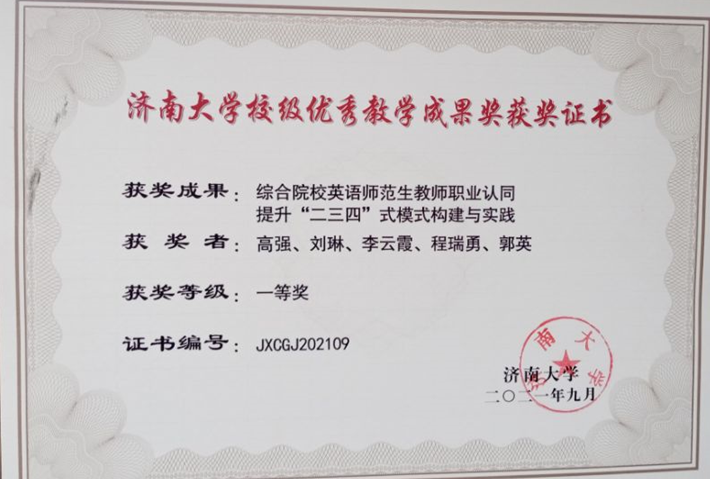 济南大学校级优秀教学成果奖获奖证书
获奖成果：综合院校英语师范生教师职业认同
提升“二三四”式模式构建与实践
获奖者：高强、刘琳、李云霞、程瑞勇、郭英
获奖等级：一等奖
证书编号：JXCGJ202109
济南大学
济南大学
二〇二一年九月